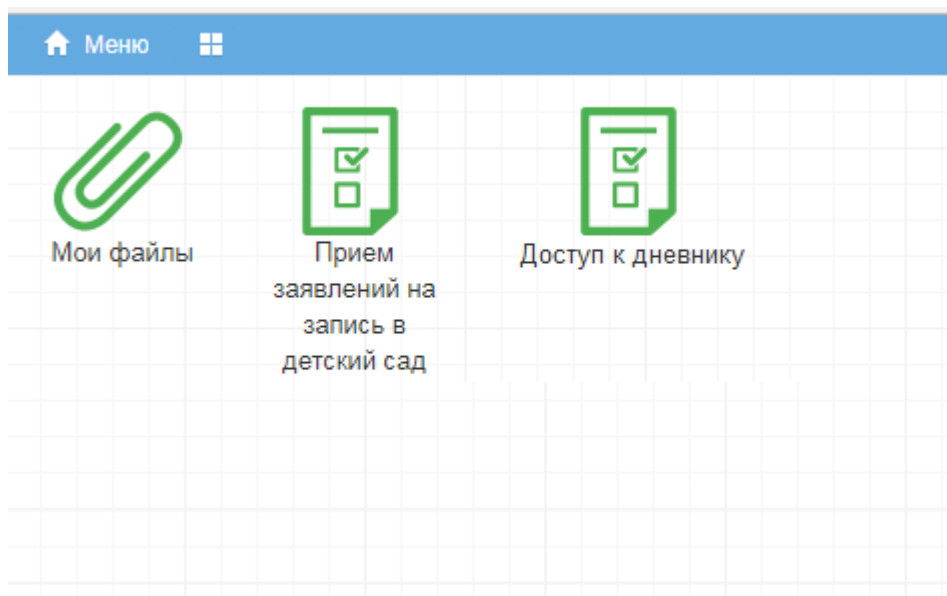 Меню
Мои файлы
Прием
заявлений на
запись в
детский сад
Доступ к дневнику